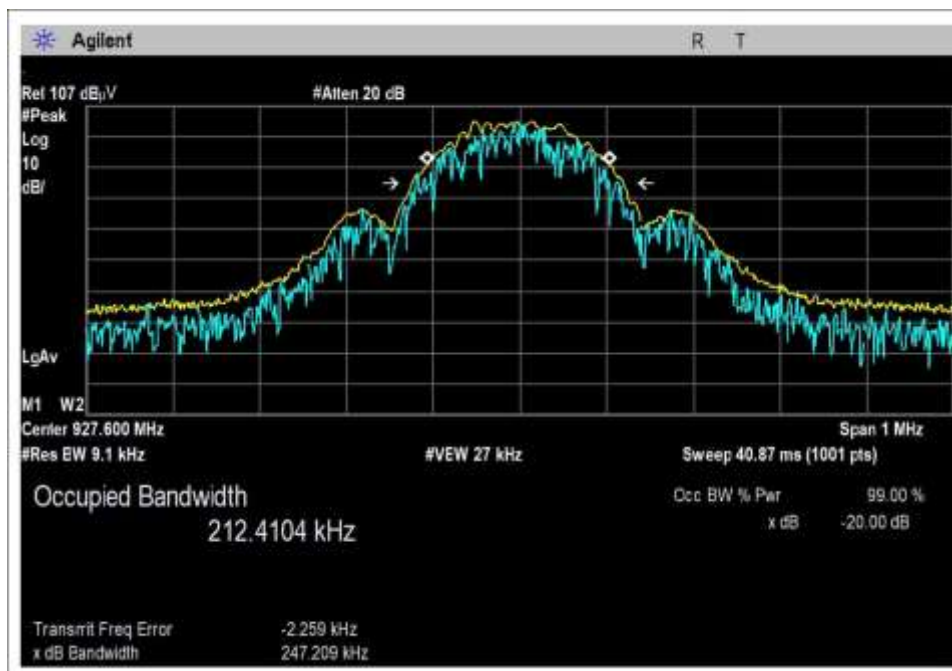 Agilent R T
Ref 107 dBµV #Atten 20 dB
#Peak
Log
10
dB/
LgAv
M1 W2
Center 927.600 MHz Span 1 MHz
#Res BW 9.1 kHz #VBW 27 kHz Sweep 40.87 ms (1001 pts)
Occupied Bandwidth Occ BW % Pwr 99.00 %
212.4104 kHz x dB -20.00 dB
Transmit Freq Error -2.259 kHz
x dB Bandwidth 247.209 kHz